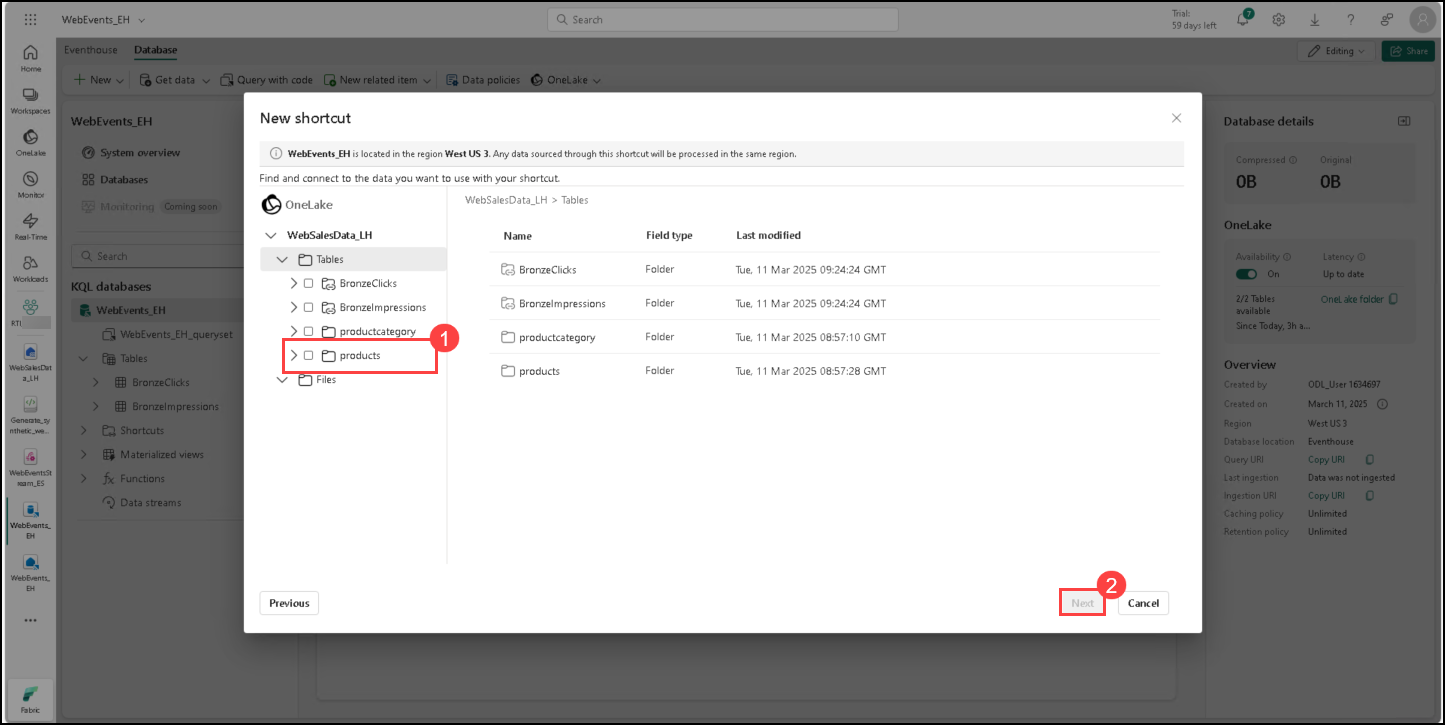 WebEvents_EH
Search
Trial:
59 days left
7
Home
Workspaces
OneLake
Monitor
Real-Time
Workloads
RTI
WebSalesDat
a_LH
Generate_sy
nthetic_we...
WebEventsSt
ream_ES
WebEvents_
EH
WebEvents_
EH
Fabric
Eventhouse Database
Editing Share
New Get data Query with code New related item Data policies OneLake
WebEvents_EH
System overview
Databases
Monitoring Coming soon
Search
KQL databases
WebEvents_EH
WebEvents_EH_queryset
Tables
BronzeClicks
BronzeImpressions
Shortcuts
Materialized views
Functions
Data streams
New shortcut
WebEvents_EH is located in the region West US 3. Any data sourced through this shortcut will be processed in the same region.
Find and connect to the data you want to use with your shortcut.
OneLake
WebSalesData_LH
Tables
BronzeClicks
BronzeImpressions
productcategory
products
1
Files
WebSalesData_LH > Tables
Name Field type Last modified
BronzeClicks Folder Tue, 11 Mar 2025 09:24:24 GMT
BronzeImpressions Folder Tue, 11 Mar 2025 09:24:24 GMT
productcategory Folder Tue, 11 Mar 2025 08:57:10 GMT
products Folder Tue, 11 Mar 2025 08:57:28 GMT
Previous
2
Next
Cancel
Database details
Compressed Original
0B 0B
OneLake
Availability Latency
On Up to date
2/2 Tables OneLake folder
available
Since Today, 3h a...
Overview
Created by ODL_User 1634697
Created on March 11, 2025
Region West US 3
Database location Eventhouse
Query URI Copy URI
Last ingestion Data was not ingested
Ingestion URI Copy URI
Caching policy Unlimited
Retention policy Unlimited